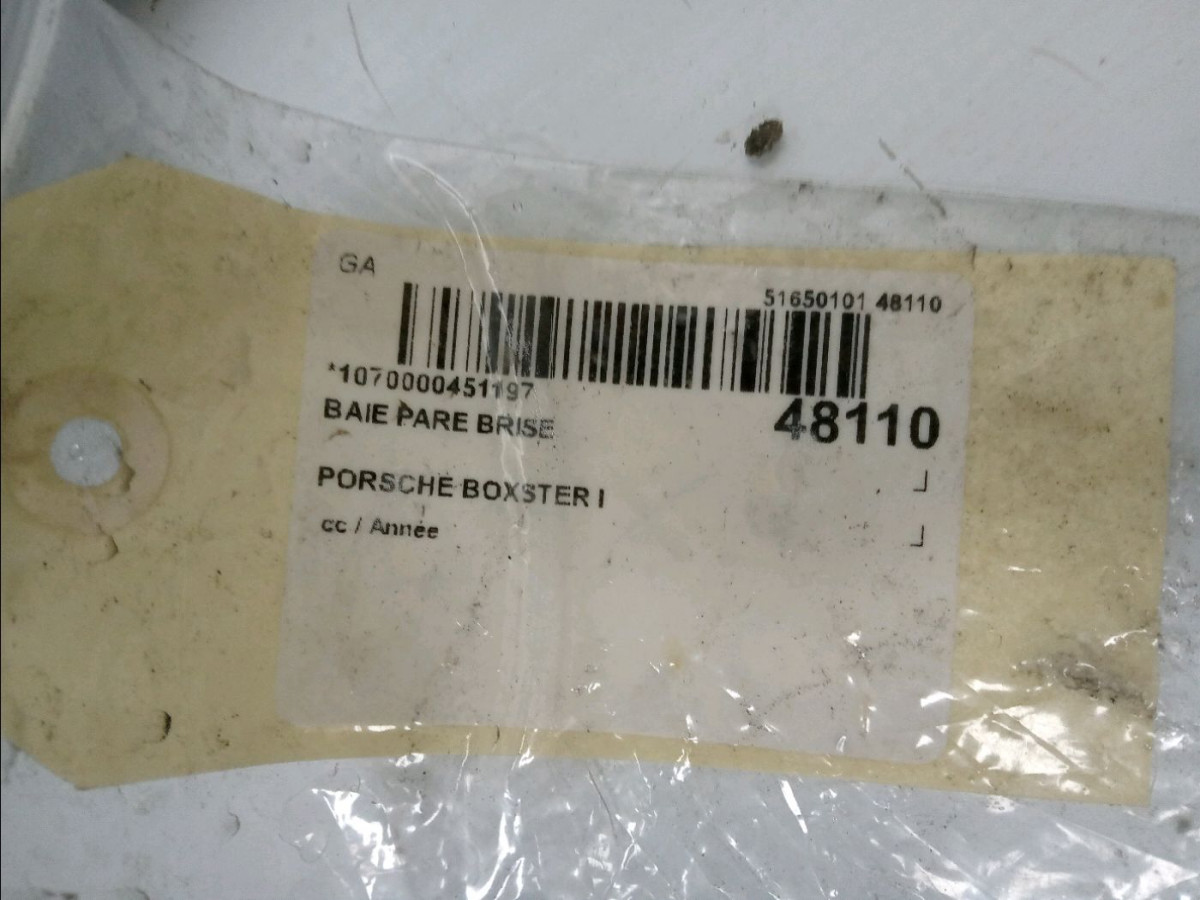 GA
51650101 48110
*1070000451197
BAIE PARE BRISE
48110
PORSCHE BOXSTER I
cc / Année